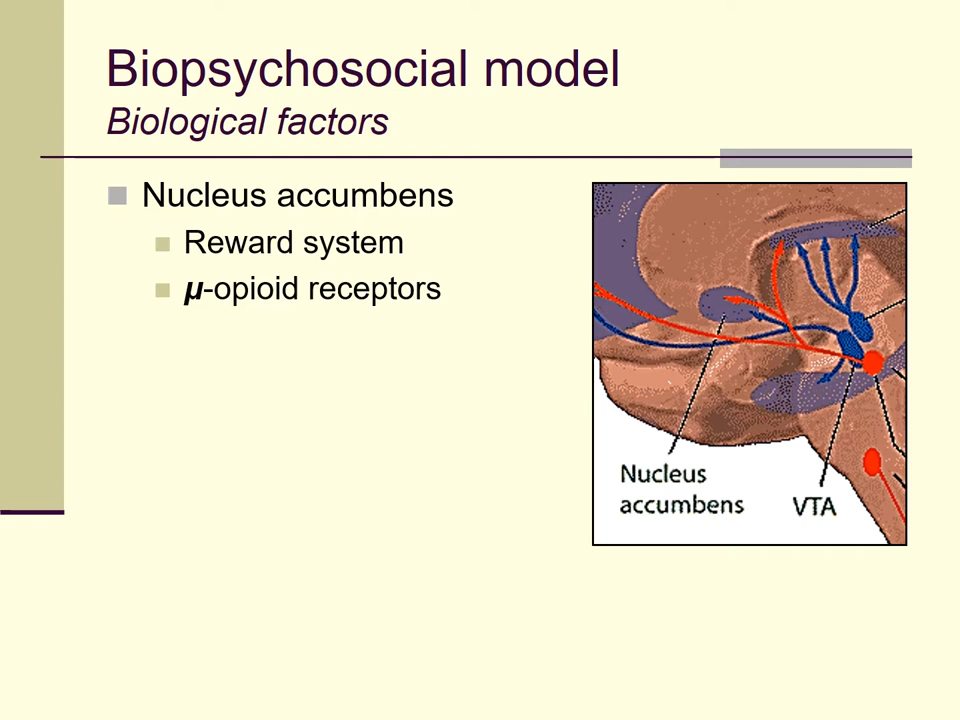 Biopsychosocial model
Biological factors
Nucleus accumbens
Reward system
μ-opioid receptors
Nucleus
accumbens
VTA